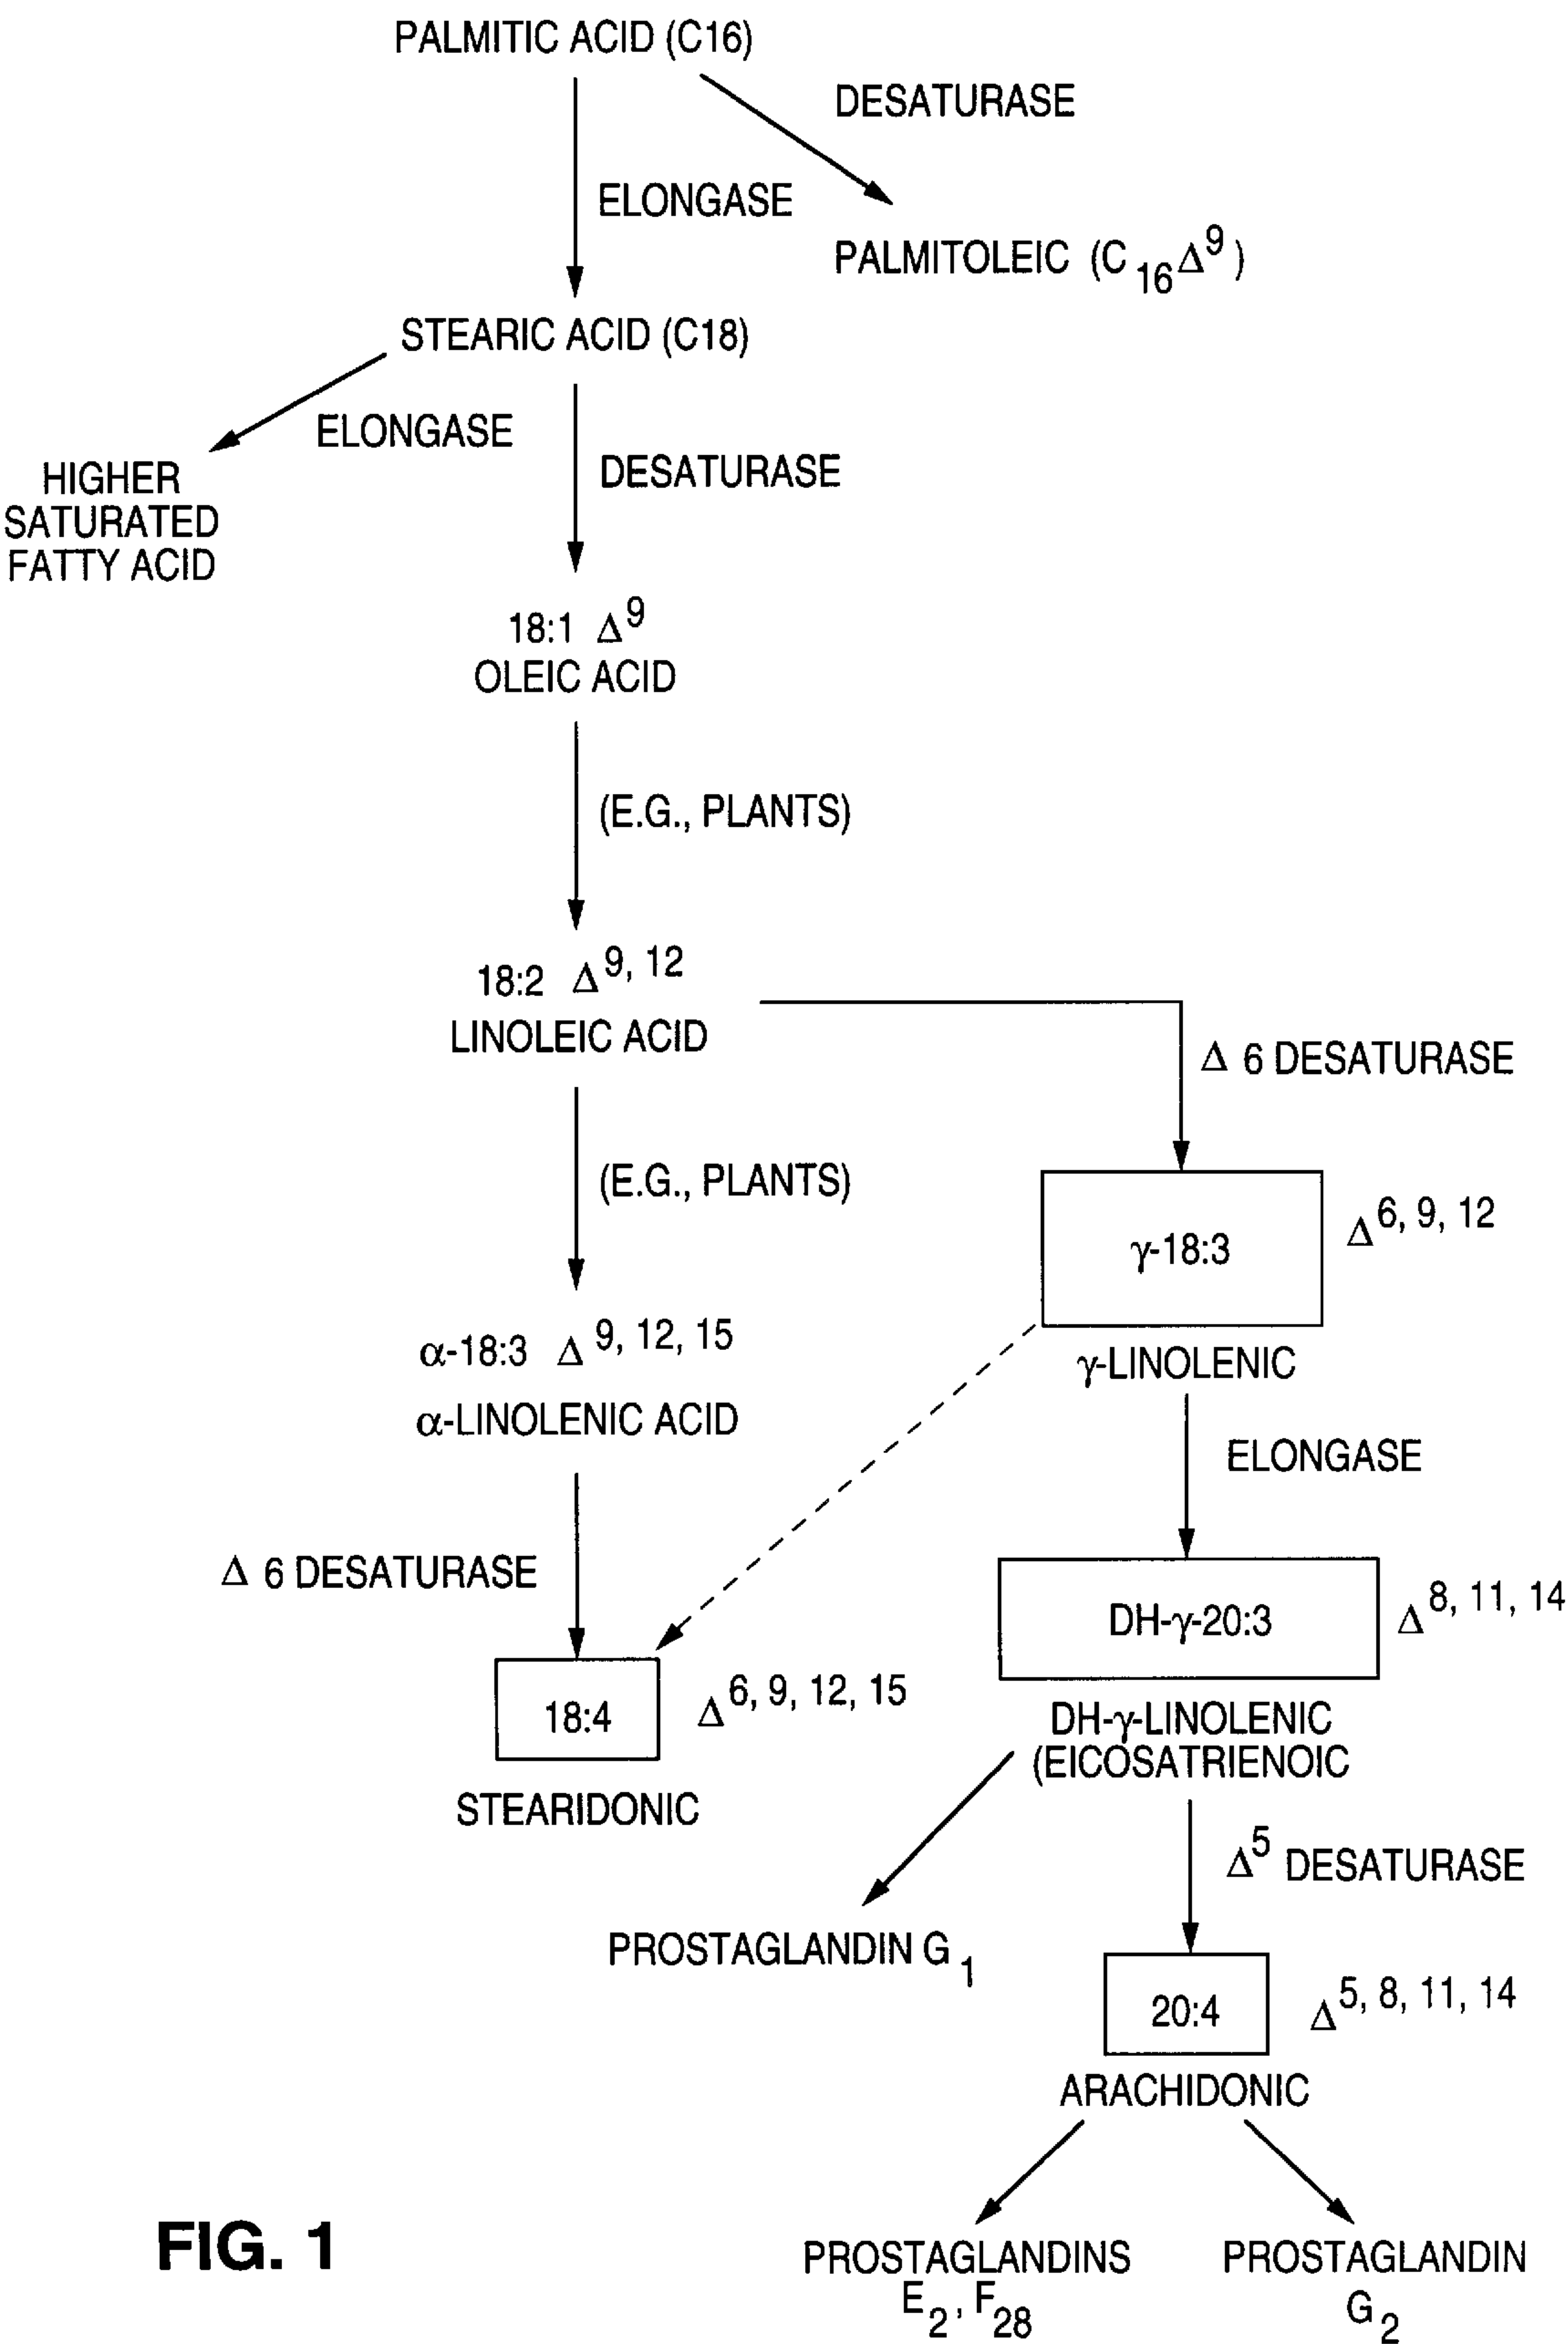 PALMITIC ACID (C16)
DESATURASE
ELONGASE
PALMITOLEIC (C₁₆Δ⁹)
STEARIC ACID (C18)
ELONGASE
DESATURASE
HIGHER
SATURATED
FATTY ACID
18:1 Δ⁹
OLEIC ACID
(E.G., PLANTS)
18:2 Δ⁹, ¹²
LINOLEIC ACID
Δ 6 DESATURASE
(E.G., PLANTS)
γ-18:3 Δ⁶, ⁹, ¹²
γ-LINOLENIC
α-18:3 Δ⁹, ¹², ¹⁵
α-LINOLENIC ACID
ELONGASE
Δ 6 DESATURASE
DH-γ-20:3 Δ⁸, ¹¹, ¹⁴
18:4 Δ⁶, ⁹, ¹², ¹⁵
DH-γ-LINOLENIC
(EICOSATRIENOIC
STEARIDONIC
Δ⁵ DESATURASE
PROSTAGLANDIN G₁
20:4 Δ⁵, ⁸, ¹¹, ¹⁴
ARACHIDONIC
PROSTAGLANDINS
E₂, F₂₈
PROSTAGLANDIN
G₂
FIG. 1